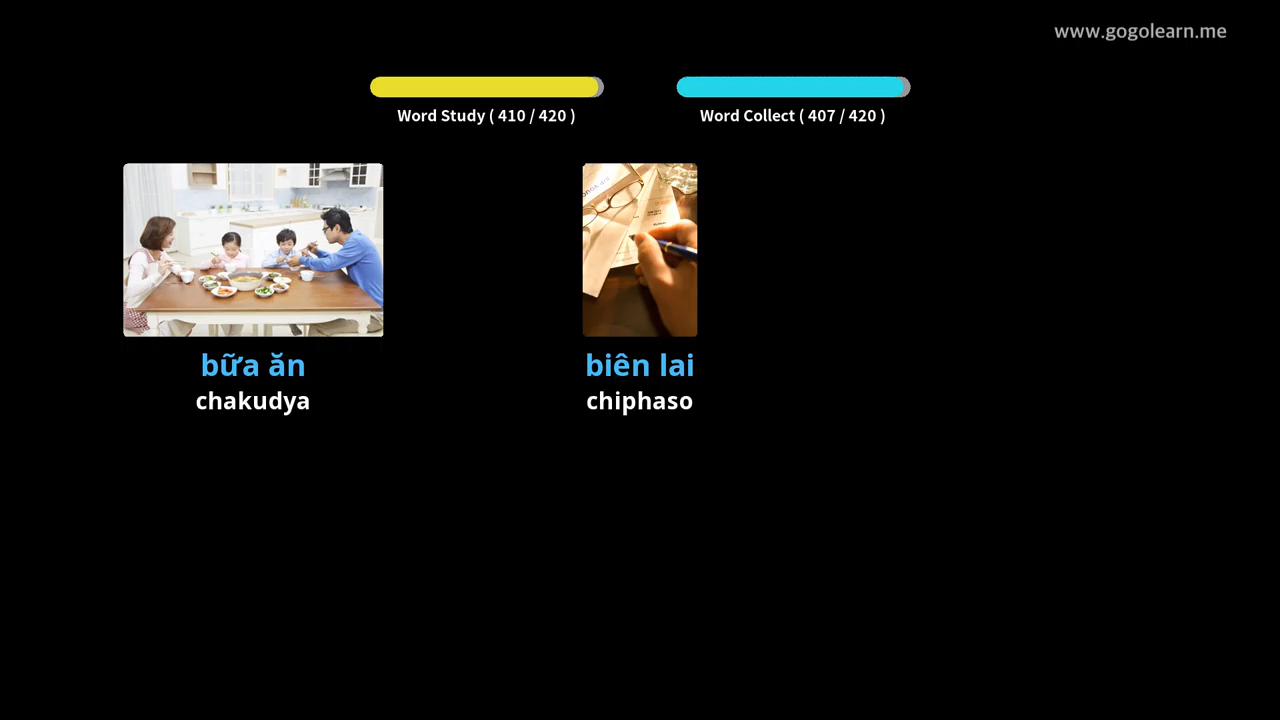 www.gogolearn.me
Word Study ( 410 / 420 )
Word Collect ( 407 / 420 )
bữa ăn
chakudya
biên lai
chiphaso